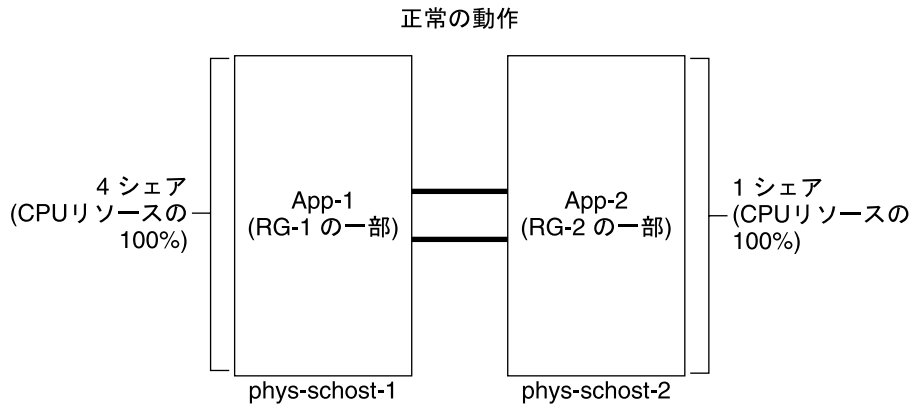 正常の動作
4 シェア
(CPUリソースの
100%)
App-1
(RG-1 の一部)
App-2
(RG-2 の一部)
1 シェア
(CPUリソースの
100%)
phys-schost-1
phys-schost-2